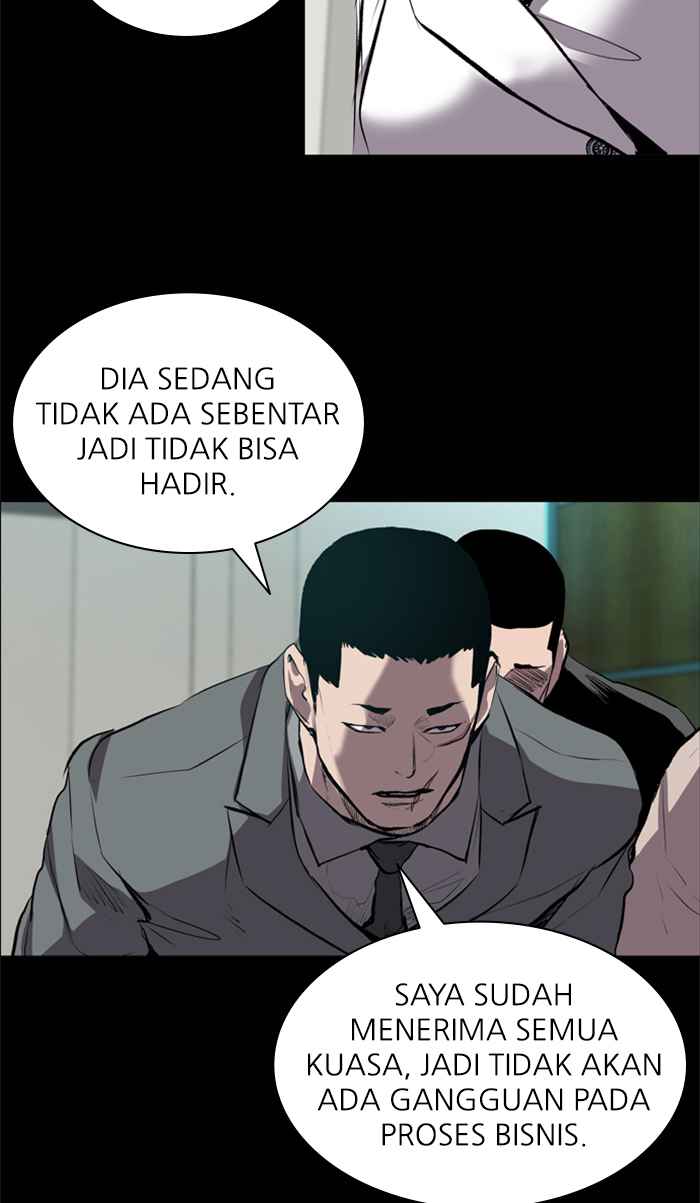 DIA SEDANG
TIDAK ADA SEBENTAR
JADI TIDAK BISA
HADIR.
SAYA SUDAH
MENERIMA SEMUA
KUASA, JADI TIDAK AKAN
ADA GANGGUAN PADA
PROSES BISNIS.